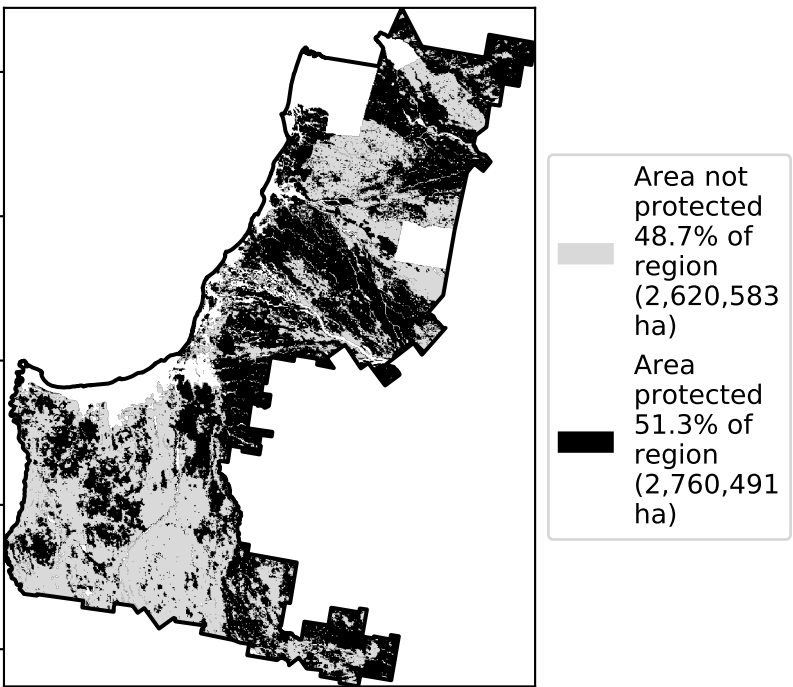 Area not
protected
48.7% of
region
(2,620,583
ha)
Area
protected
51.3% of
region
(2,760,491
ha)